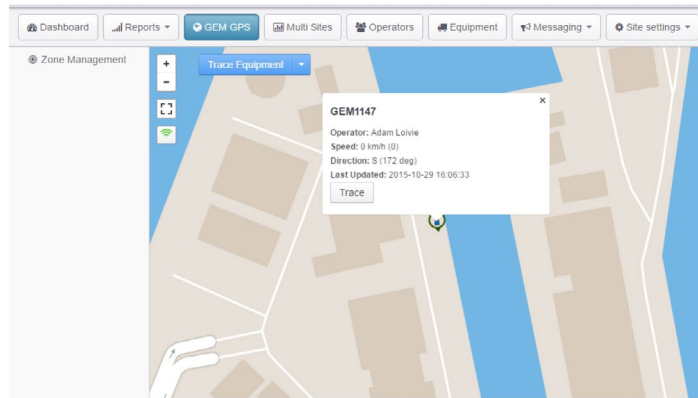 Dashboard Reports GEM GPS Multi Sites Operators Equipment Messaging Site settings
Zone Management
+
Trace Equipment
-
×
GEM1147
Operator: Adam Loivie
Speed: 0 km/h (0)
Direction: S (172 deg)
Last Updated: 2015-10-29 16:06:33
Trace